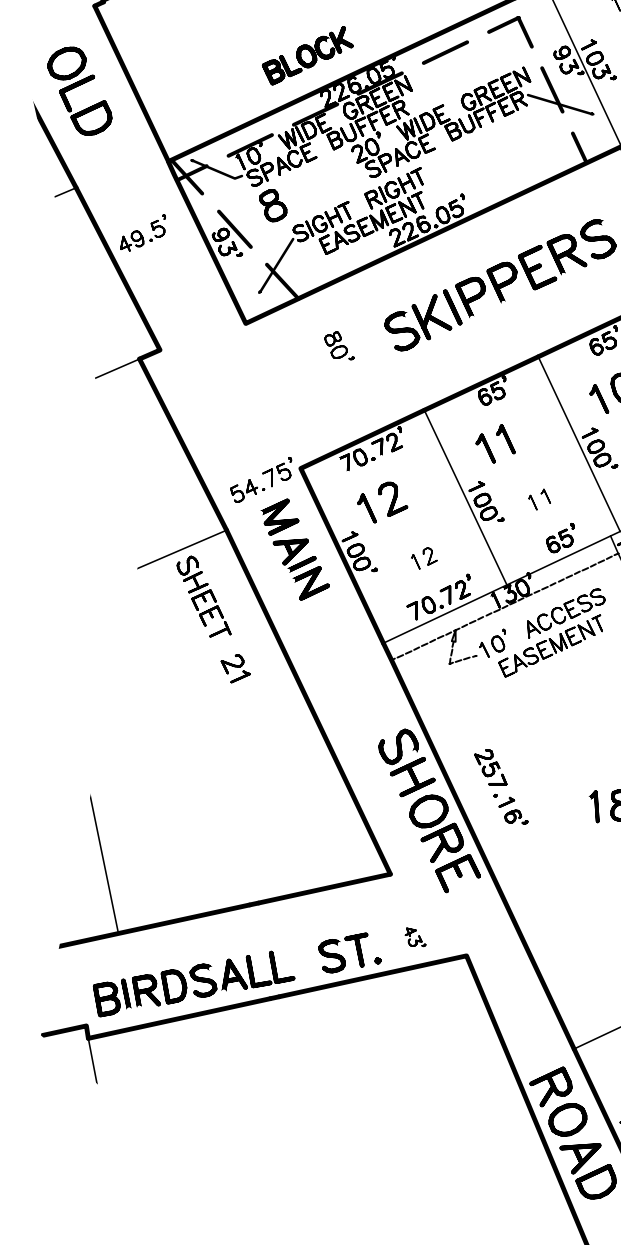 BLOCK
OLD
93'
103'
226.05'
10' WIDE GREEN
SPACE BUFFER
20' WIDE GREEN
SPACE BUFFER
8
SIGHT RIGHT
EASEMENT
226.05'
49.5'
93'
SKIPPERS
80'
65'
65'
10
70.72'
11
100'
54.75'
12
100'
11
MAIN
100'
12
65'
70.72'
130'
SHEET 21
10' ACCESS
EASEMENT
SHORE
257.16'
18
43'
BIRDSALL ST.
ROAD